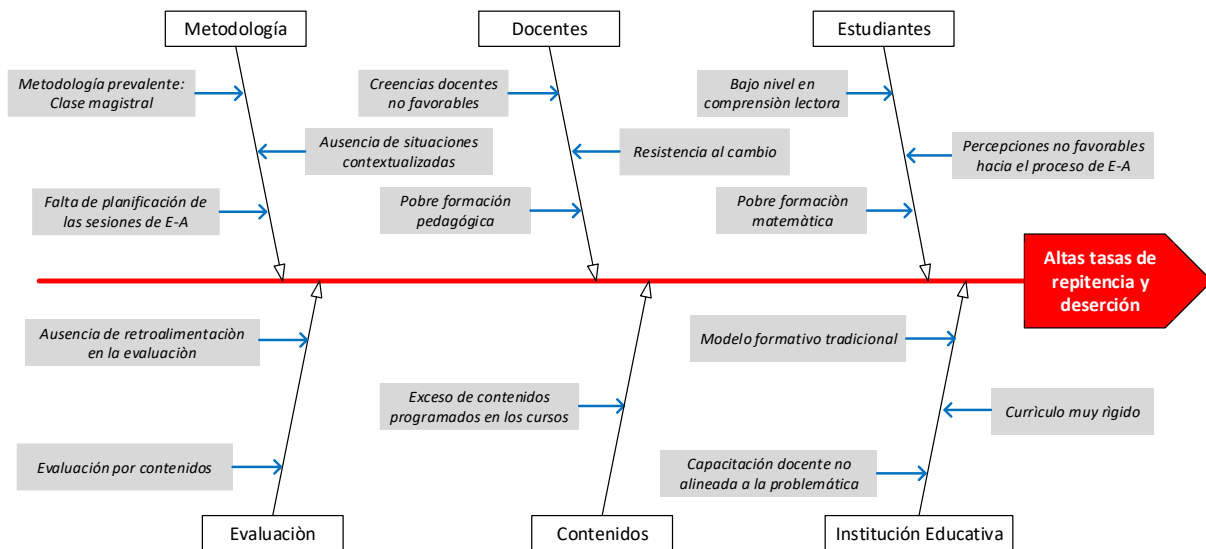 Metodología
Docentes
Estudiantes
Metodología prevalente:
Clase magistral
Creencias docentes
no favorables
Bajo nivel en
comprensiòn lectora
Ausencia de situaciones
contextualizadas
Resistencia al cambio
Percepciones no favorables
hacia el proceso de E-A
Falta de planificación de
las sesiones de E-A
Pobre formación
pedagógica
Pobre formaciòn
matemàtica
Altas tasas de
repitencia y
deserción
Ausencia de retroalimentaciòn
en la evaluaciòn
Modelo formativo tradicional
Exceso de contenidos
programados en los cursos
Currìculo muy rìgido
Evaluación por contenidos
Capacitación docente no
alineada a la problemática
Evaluaciòn
Contenidos
Institución Educativa